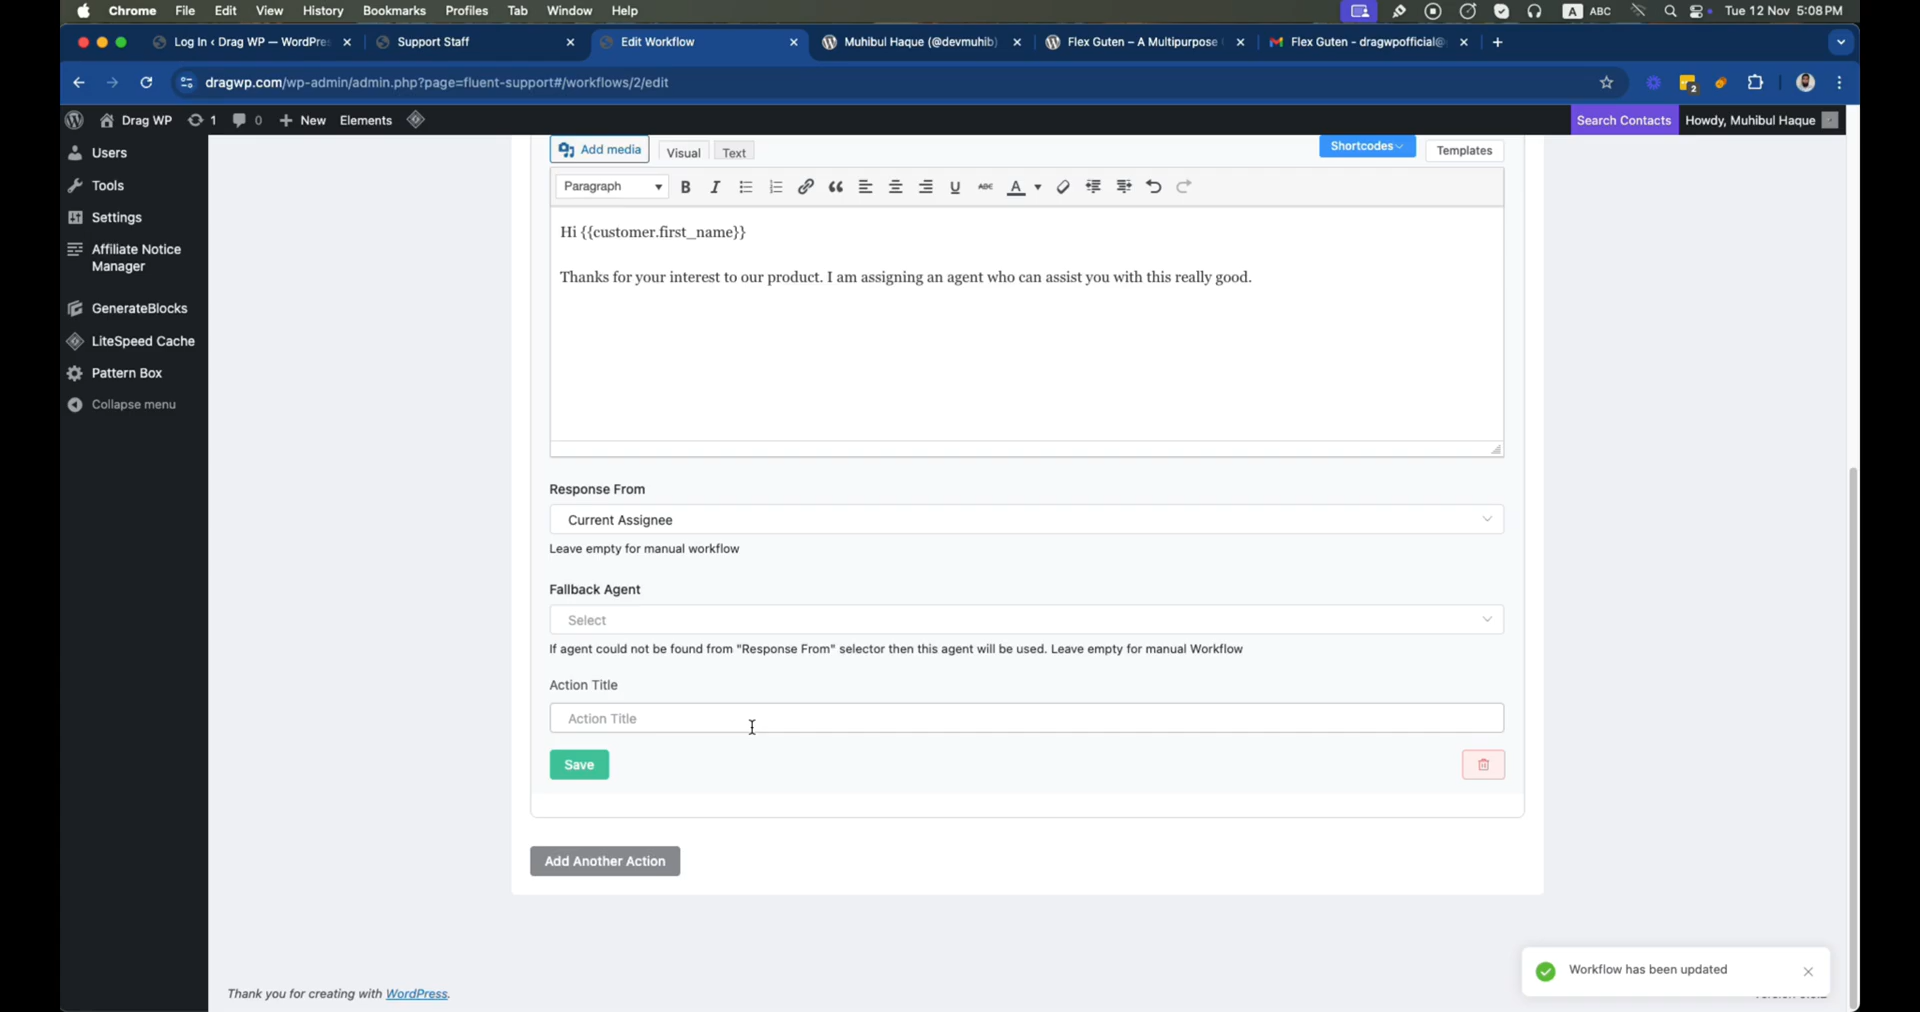 Chrome File Edit View History Bookmarks Profiles Tab Window Help A ABC Tue 12 Nov 5:08 PM
Log In ‹ Drag WP — WordPre Support Staff Edit Workflow Muhibul Haque (@devmuhib) Flex Guten – A Multipurpose Flex Guten - dragwpofficial@
dragwp.com/wp-admin/admin.php?page=fluent-support#/workflows/2/edit 2
Drag WP 1 0 New Elements Search Contacts Howdy, Muhibul Haque
Users
Tools
Settings
Affiliate Notice
Manager
GenerateBlocks
LiteSpeed Cache
Pattern Box
Collapse menu
Add media Visual Text Shortcodes Templates
Paragraph B I U ABC A
Hi {{customer.first_name}}
Thanks for your interest to our product. I am assigning an agent who can assist you with this really good.
Response From
Current Assignee
Leave empty for manual workflow
Fallback Agent
Select
If agent could not be found from "Response From" selector then this agent will be used. Leave empty for manual Workflow
Action Title
Action Title
Save
Add Another Action
Workflow has been updated
Thank you for creating with WordPress.